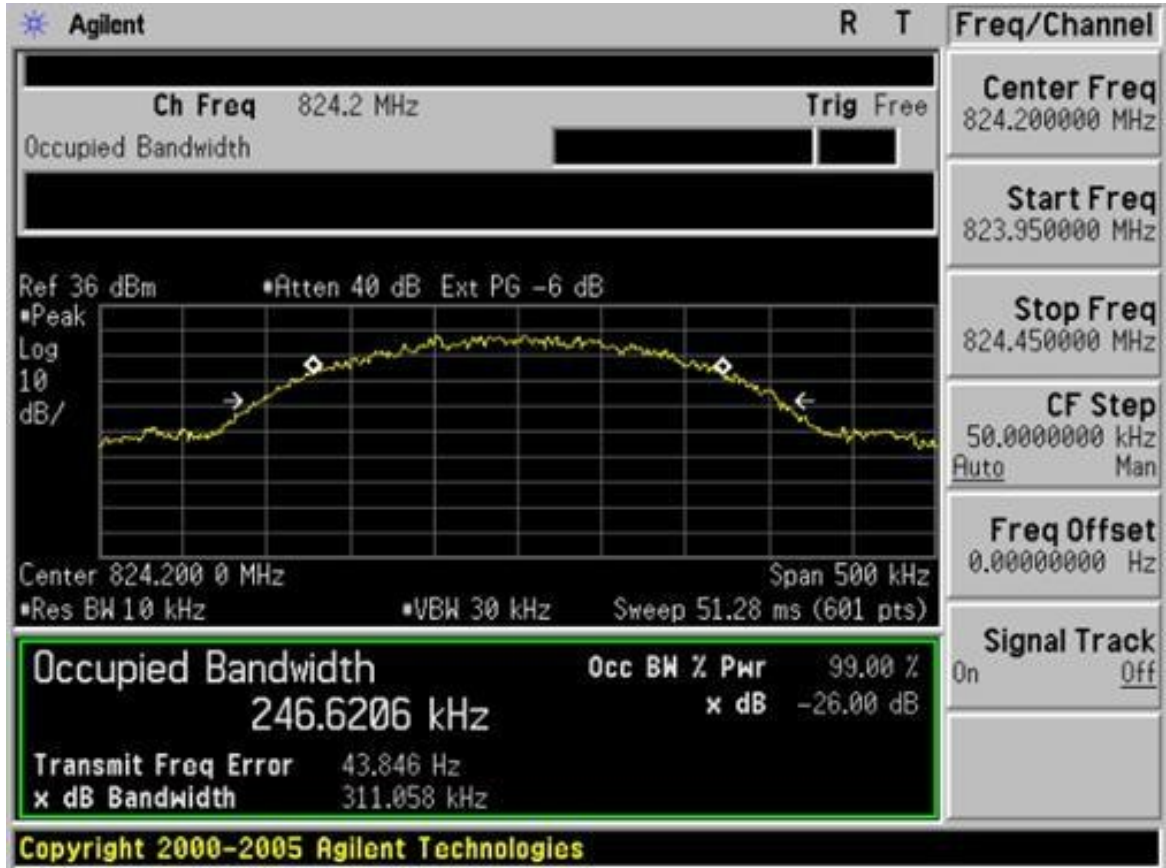 Agilent R T Freq/Channel
Ch Freq 824.2 MHz Trig Free
Occupied Bandwidth
Center Freq
824.200000 MHz
Start Freq
823.950000 MHz
Stop Freq
824.450000 MHz
CF Step
50.0000000 kHz
Auto Man
Freq Offset
0.00000000 Hz
Signal Track
On Off
Ref 36 dBm Atten 40 dB Ext PG -6 dB
Peak
Log
10
dB/
Center 824.200 0 MHz Span 500 kHz
Res BW 10 kHz VBW 30 kHz Sweep 51.28 ms (601 pts)
Occupied Bandwidth Occ BW % Pwr 99.00 %
246.6206 kHz x dB -26.00 dB
Transmit Freq Error 43.846 Hz
x dB Bandwidth 311.058 kHz
Copyright 2000-2005 Agilent Technologies